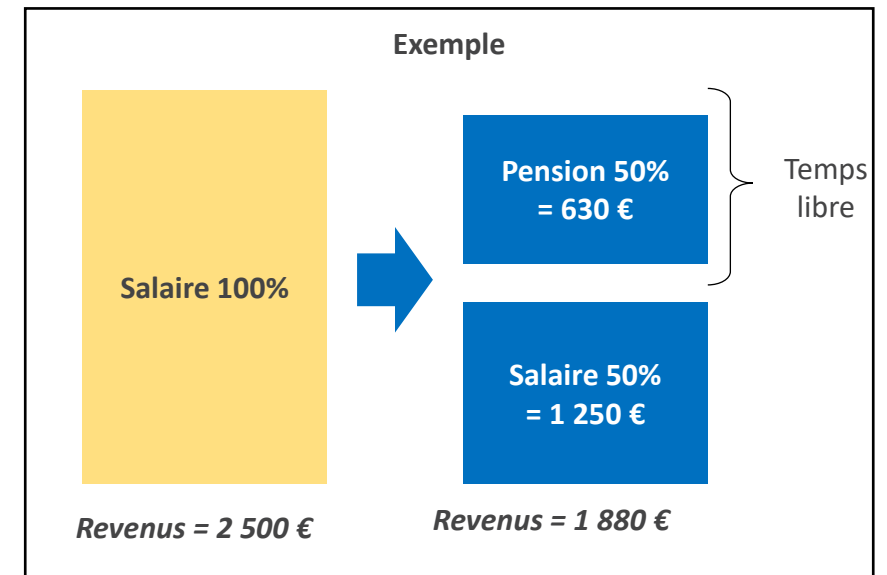 Exemple
Salaire 100%
Pension 50%
= 630 €
Temps
libre
Salaire 50%
= 1 250 €
Revenus = 2 500 €
Revenus = 1 880 €